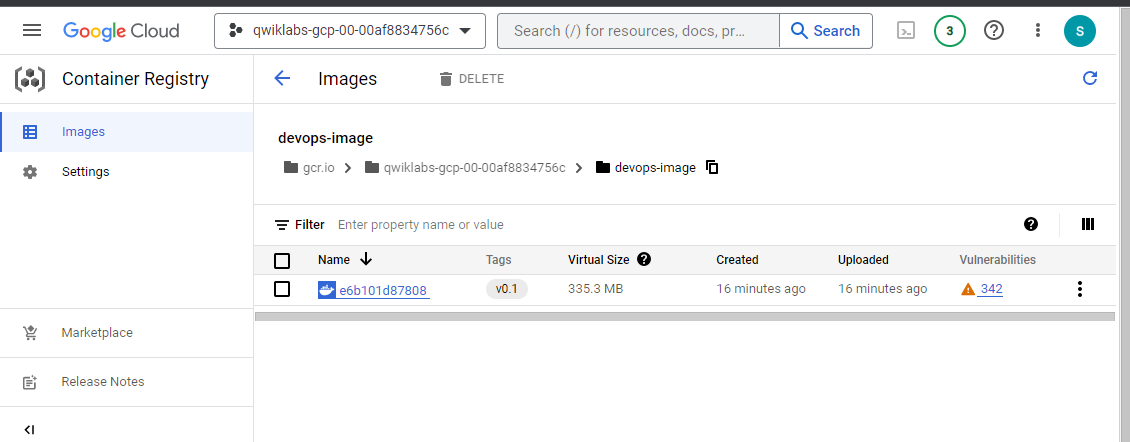 Google Cloud
qwiklabs-gcp-00-00af8834756c
Search (/) for resources, docs, pr...
Search
3
S
Container Registry
Images
DELETE
Images
Settings
devops-image
gcr.io
qwiklabs-gcp-00-00af8834756c
devops-image
Filter
Enter property name or value
Name
Tags
Virtual Size
Created
Uploaded
Vulnerabilities
e6b101d87808
v0.1
335.3 MB
16 minutes ago
16 minutes ago
342
Marketplace
Release Notes